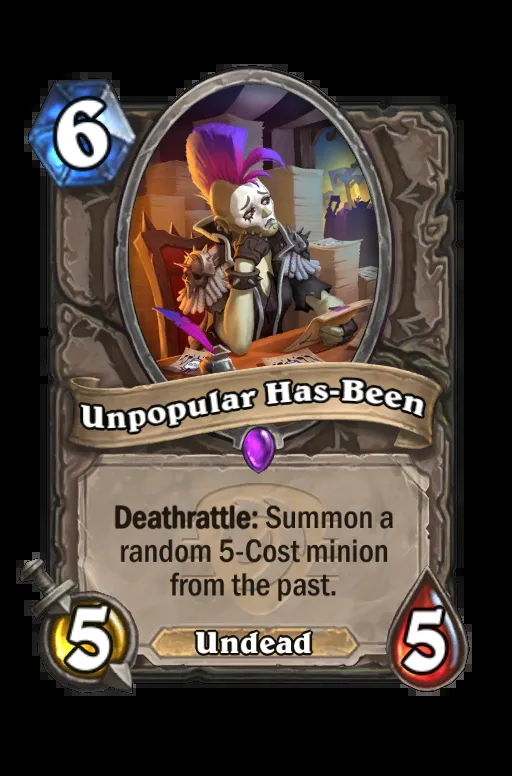 6
Unpopular Has-Been
Deathrattle: Summon a
random 5-Cost minion
from the past.
5
Undead
5